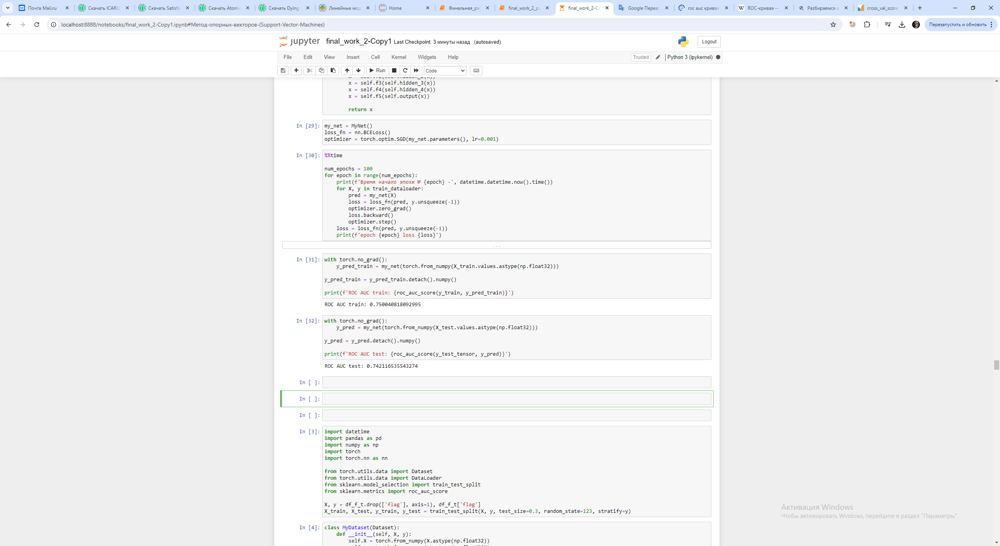 Почта Mail.ru
Скачать ICARUS
Скачать Satisfa
Скачать Atomic
Скачать Dying
Линейные мод
Home
Финальная_раб
final_work_2_pi
final_work_2-Co
Google Перево
roc auc кривая
ROC-кривая —
Разбираемся в
cross_val_score
localhost:8888/notebooks/final_work_2-Copy1.ipynb#Метод-опорных-векторов-(Support-Vector-Machines)
Перезапустить и обновить
jupyter final_work_2-Copy1 Last Checkpoint: 3 минуты назад (autosaved)
Logout
File Edit View Insert Cell Kernel Widgets Help
Trusted Python 3 (ipykernel)
Run Code
x = self.f2(self.hidden_2(x))
x = self.f3(self.hidden_3(x))
x = self.f4(self.hidden_4(x))
x = self.f5(self.output(x))
return x
In [29]: my_net = MyNet()
loss_fn = nn.BCELoss()
optimizer = torch.optim.SGD(my_net.parameters(), lr=0.001)
In [30]: %%time
num_epochs = 100
for epoch in range(num_epochs):
print(f'Время начало эпохи № {epoch} -', datetime.datetime.now().time())
for X, y in train_dataloader:
pred = my_net(X)
loss = loss_fn(pred, y.unsqueeze(-1))
optimizer.zero_grad()
loss.backward()
optimizer.step()
loss = loss_fn(pred, y.unsqueeze(-1))
print(f'epoch {epoch} loss {loss}')
...
In [31]: with torch.no_grad():
y_pred_train = my_net(torch.from_numpy(X_train.values.astype(np.float32)))
y_pred_train = y_pred_train.detach().numpy()
print(f'ROC AUC train: {roc_auc_score(y_train, y_pred_train)}')
ROC AUC train: 0.750040818092995
In [32]: with torch.no_grad():
y_pred = my_net(torch.from_numpy(X_test.values.astype(np.float32)))
y_pred = y_pred.detach().numpy()
print(f'ROC AUC test: {roc_auc_score(y_test_tensor, y_pred)}')
ROC AUC test: 0.742116535543274
In [ ]:
In [ ]:
In [ ]:
In [3]: import datetime
import pandas as pd
import numpy as np
import torch
import torch.nn as nn
from torch.utils.data import Dataset
from torch.utils.data import DataLoader
from sklearn.model_selection import train_test_split
from sklearn.metrics import roc_auc_score
X, y = df_f_t.drop(['flag'], axis=1), df_f_t['flag']
X_train, X_test, y_train, y_test = train_test_split(X, y, test_size=0.3, random_state=123, stratify=y)
In [4]: class MyDataset(Dataset):
def __init__(self, X, y):
self.X = torch.from_numpy(X.astype(np.float32))
Активация Windows
Чтобы активировать Windows, перейдите в раздел "Параметры".